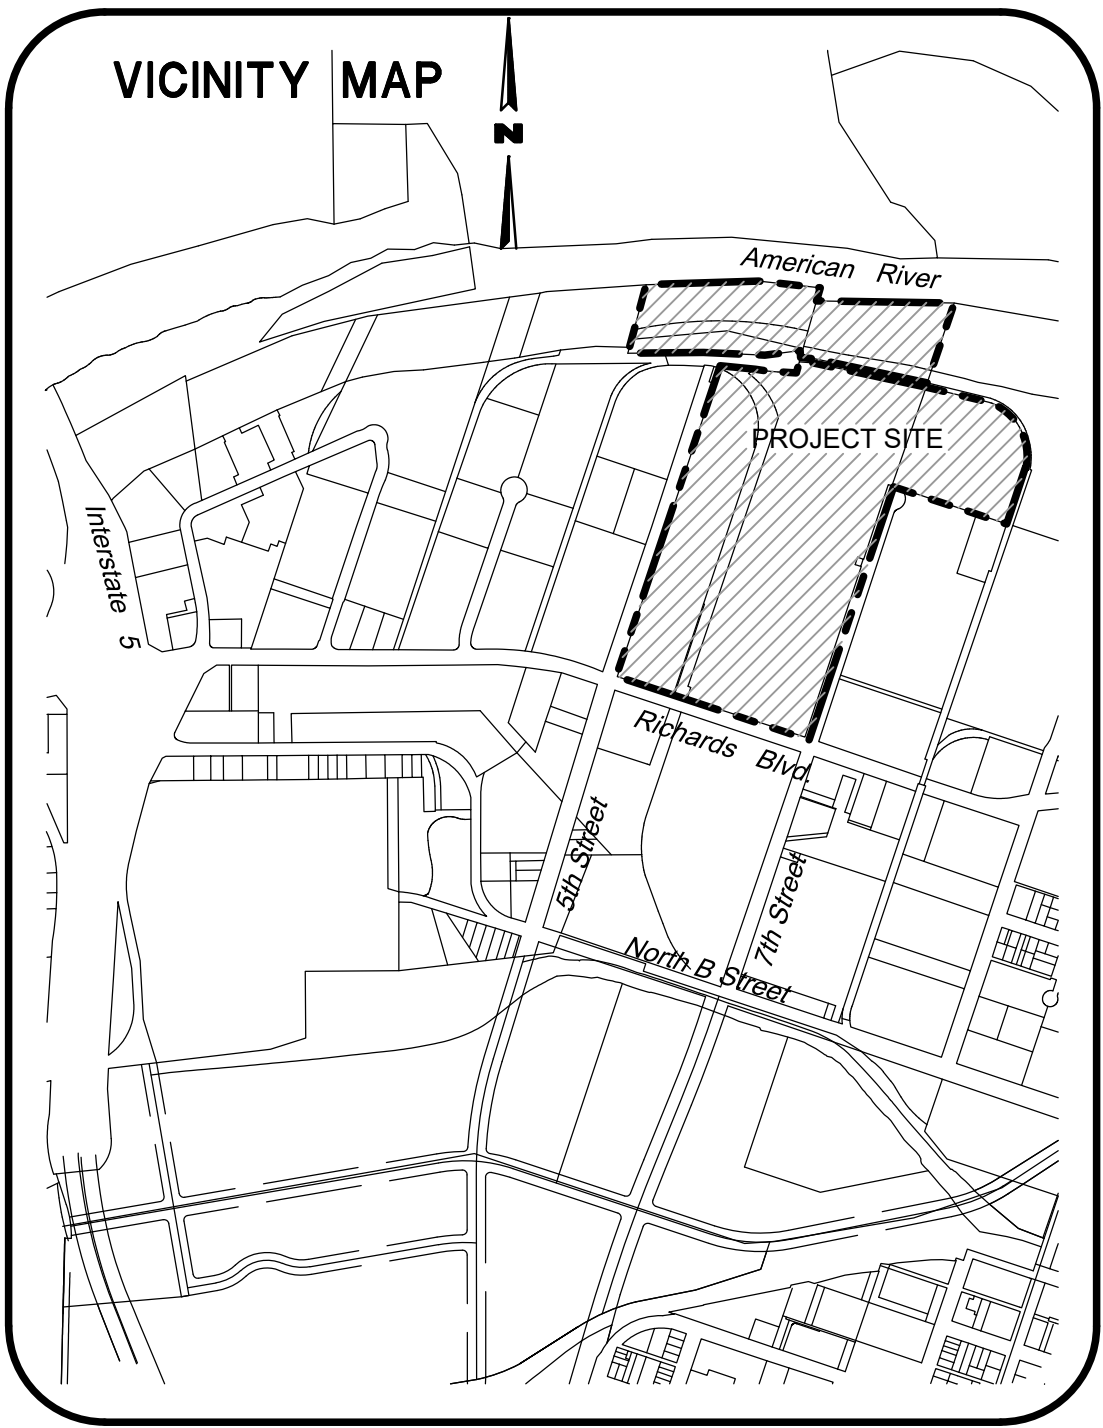 VICINITY MAP
N
American River
PROJECT SITE
Interstate 5
Richards Blvd.
5th Street
7th Street
North B Street